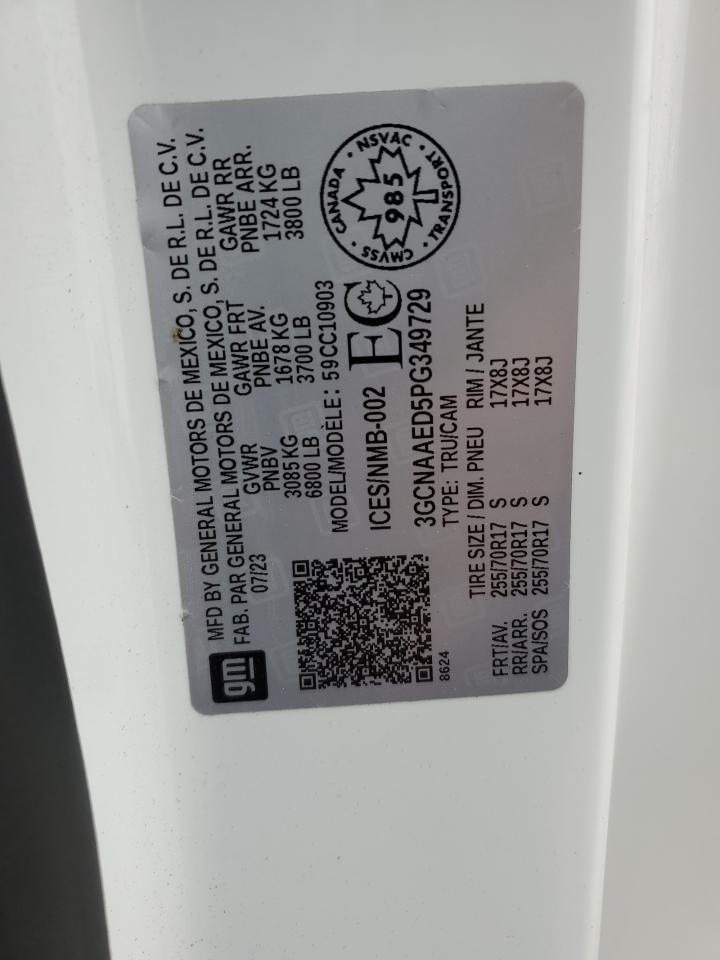 gm
MFD BY GENERAL MOTORS DE MEXICO, S. DE R.L. DE C.V.
FAB. PAR GENERAL MOTORS DE MEXICO, S. DE R.L. DE C.V.
07/23 GVWR GAWR FRT GAWR RR
PNBV PNBE AV. PNBE ARR.
3085 KG 1678 KG 1724 KG
6800 LB 3700 LB 3800 LB
MODEL/MODÈLE: 59CC10903
ICES/NMB-002 EC
CANADA · NSVAC · TRANSPORT · CMVSS ·
985
3GCNAAED5PG349729
8624 TYPE: TRU/CAM
TIRE SIZE / DIM. PNEU RIM / JANTE
FRT/AV. 255/70R17 S 17X8J
RR/ARR. 255/70R17 S 17X8J
SPA/SOS 255/70R17 S 17X8J